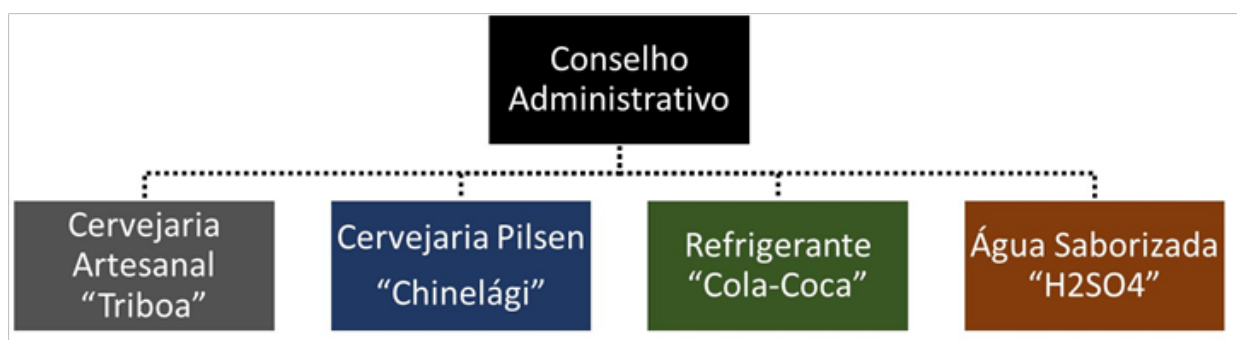 Conselho
Administrativo
Cervejaria
Artesanal
“Triboa”
Cervejaria Pilsen
“Chinelági”
Refrigerante
“Cola-Coca”
Água Saborizada
“H2SO4”